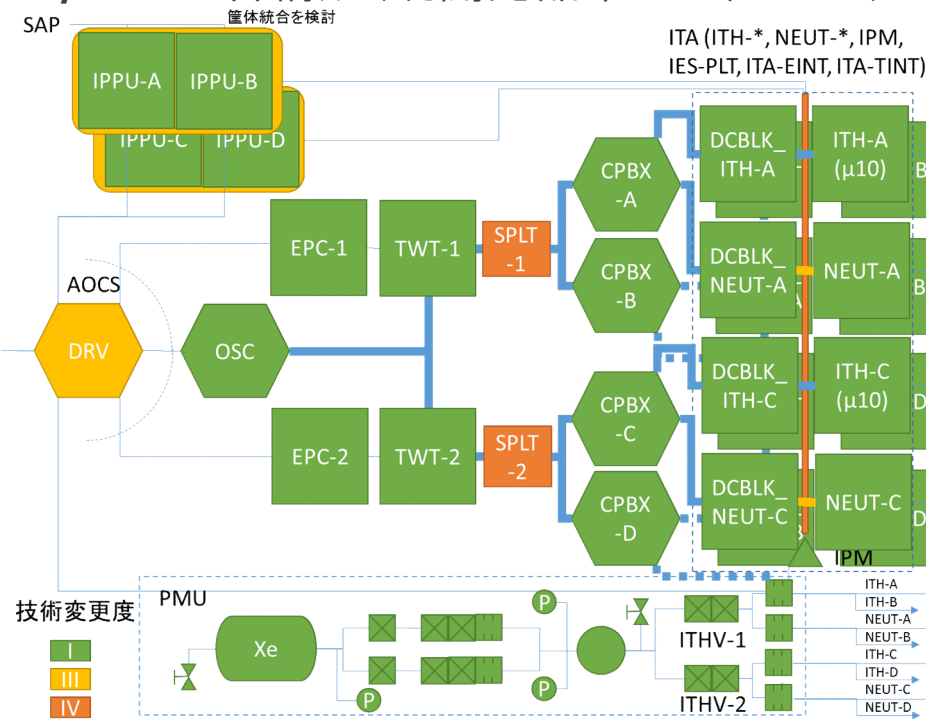 筐体統合を検討
SAP
ITA (ITH-*, NEUT-*, IPM,
IES-PLT, ITA-EINT, ITA-TINT)
IPPU-A
IPPU-B
IPPU-C
IPPU-D
DCBLK_
ITH-A
ITH-A
(μ10)
B
CPBX
-A
EPC-1
TWT-1
SPLT
-1
CPBX
-B
DCBLK_
NEUT-A
NEUT-A
B
A
AOCS
DRV
OSC
DCBLK_
ITH-C
ITH-C
(μ10)
D
CPBX
-C
EPC-2
TWT-2
SPLT
-2
CPBX
-D
DCBLK_
NEUT-C
NEUT-C
D
B
IPM
技術変更度
I
III
IV
PMU
Xe
P
P
P
ITHV-1
ITHV-2
ITH-A
ITH-B
NEUT-A
NEUT-B
ITH-C
ITH-D
NEUT-C
NEUT-D